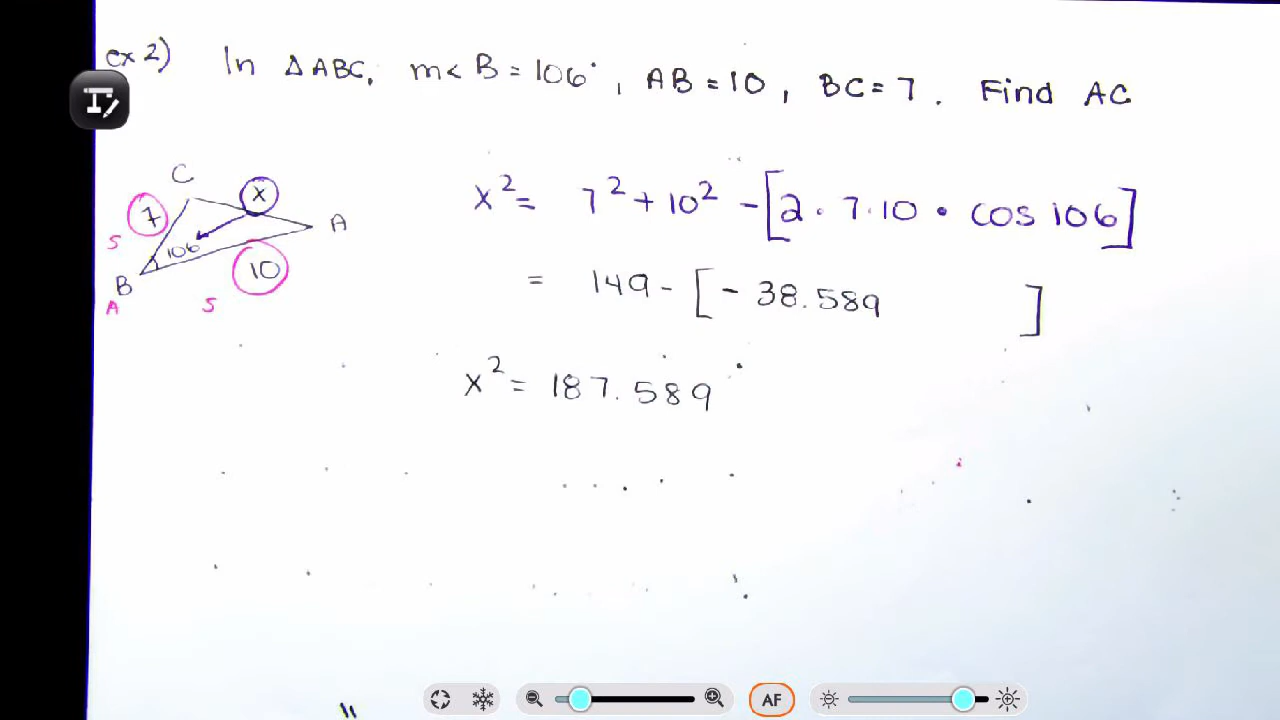 ex 2) In △ABC, m< B = 106°, AB = 10, BC = 7. Find AC
C
x
7
A
S
106
10
B
A
S
x² = 7² + 10² - [2 · 7 · 10 · cos 106]
= 149 - [- 38.589 ]
x² = 187.589
AF